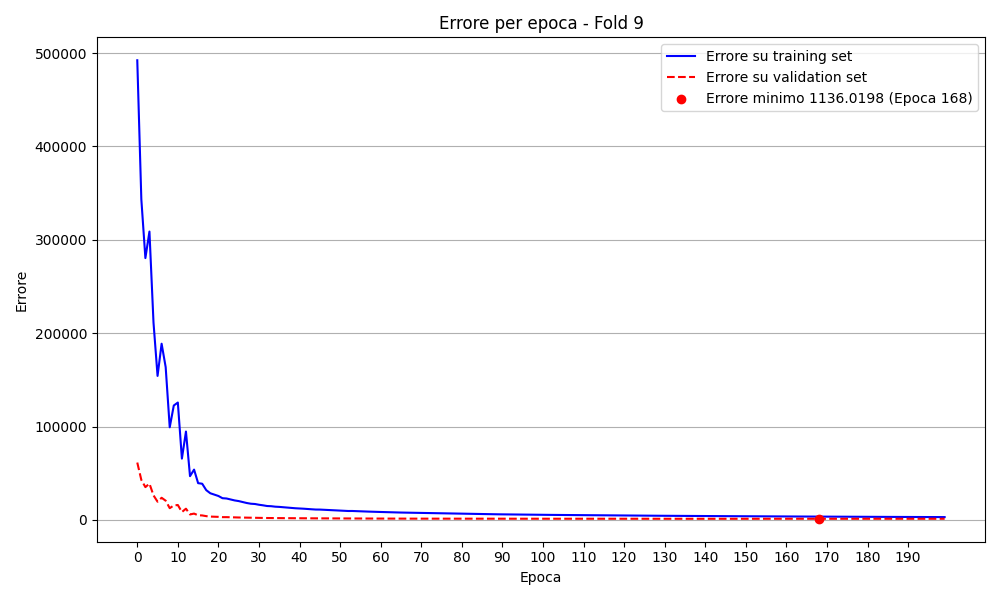 Errore per epoca - Fold 9
Errore su training set
Errore su validation set
Errore minimo 1136.0198 (Epoca 168)
Errore
500000
400000
300000
200000
100000
0
0 10 20 30 40 50 60 70 80 90 100 110 120 130 140 150 160 170 180 190
Epoca